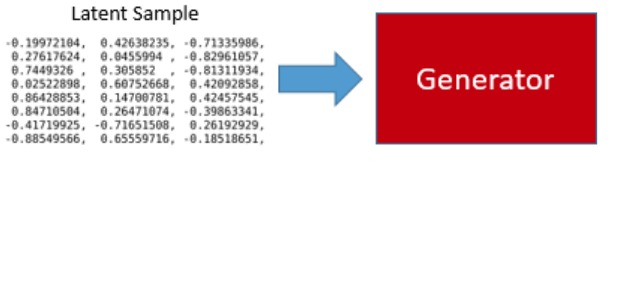 Latent Sample
-0.19972104, 0.42638235, -0.71335986,
0.27617624, 0.0455994 , -0.82961057,
0.7449326 , 0.305852 , -0.81311934,
0.02522898, 0.60752668, 0.42092858,
0.86428853, 0.14700781, 0.42457545,
0.84710504, 0.26471074, -0.39863341,
-0.41719925, -0.71651508, 0.26192929,
-0.88549566, 0.65559716, -0.18518651,
Generator